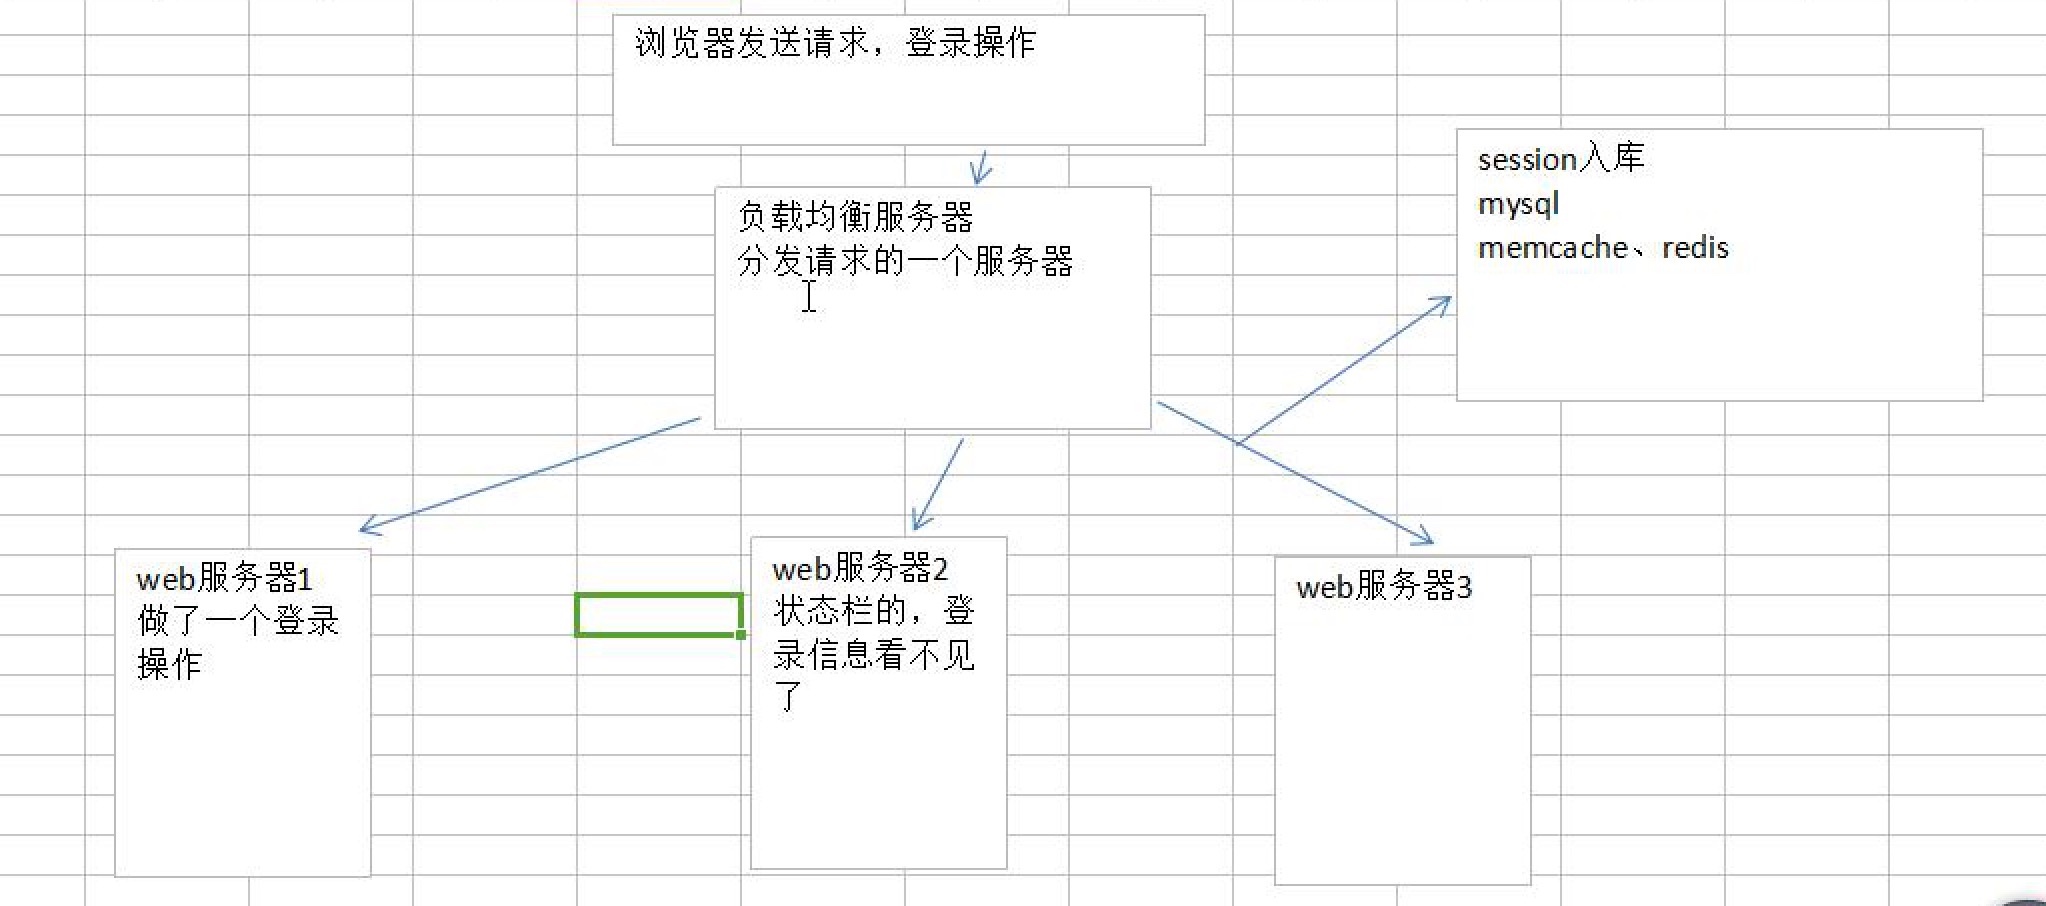 浏览器发送请求，登录操作
session入库
mysql
memcache、redis
负载均衡服务器
分发请求的一个服务器
web服务器1
做了一个登录
操作
web服务器2
状态栏的，登
录信息看不见
了
web服务器3